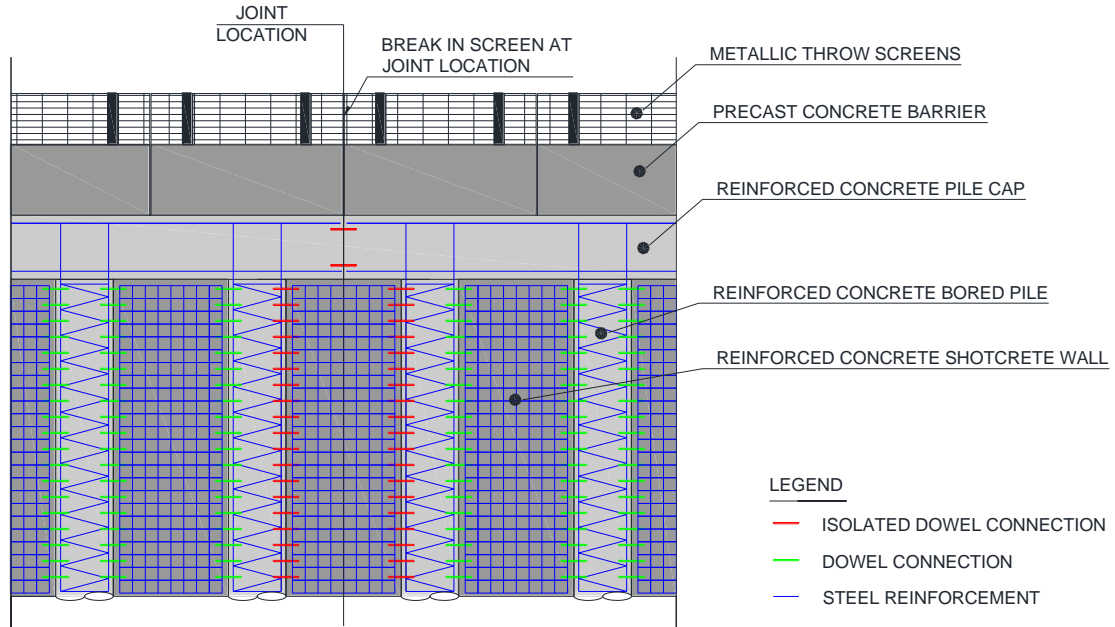 JOINT
LOCATION
BREAK IN SCREEN AT
JOINT LOCATION
METALLIC THROW SCREENS
PRECAST CONCRETE BARRIER
REINFORCED CONCRETE PILE CAP
REINFORCED CONCRETE BORED PILE
REINFORCED CONCRETE SHOTCRETE WALL
LEGEND
ISOLATED DOWEL CONNECTION
DOWEL CONNECTION
STEEL REINFORCEMENT